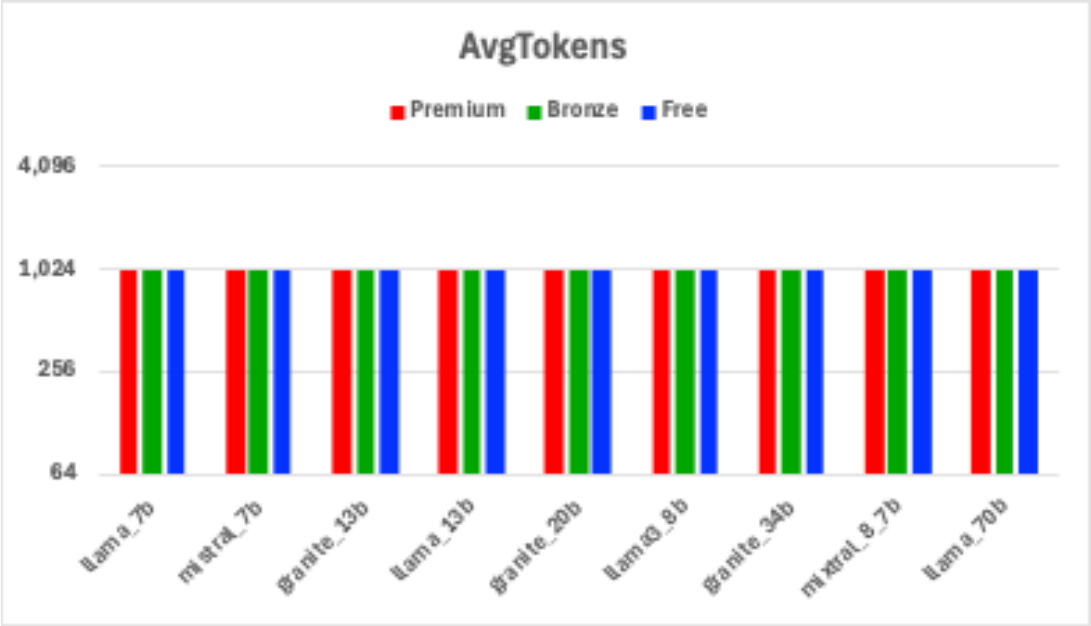 AvgTokens
Premium Bronze Free
4,096
1,024
256
64
llama_7b
mistral_7b
granite_13b
llama_13b
granite_20b
llama3_8b
granite_34b
mixtral_8_7b
llama_70b